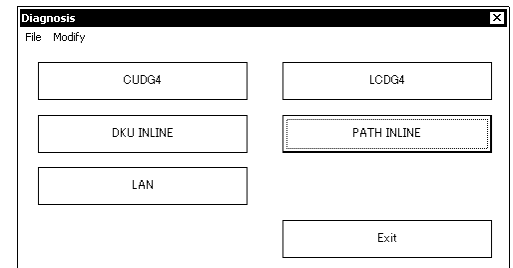 Diagnosis
File Modify
CUDG4 LCDG4
DKU INLINE PATH INLINE
LAN
Exit